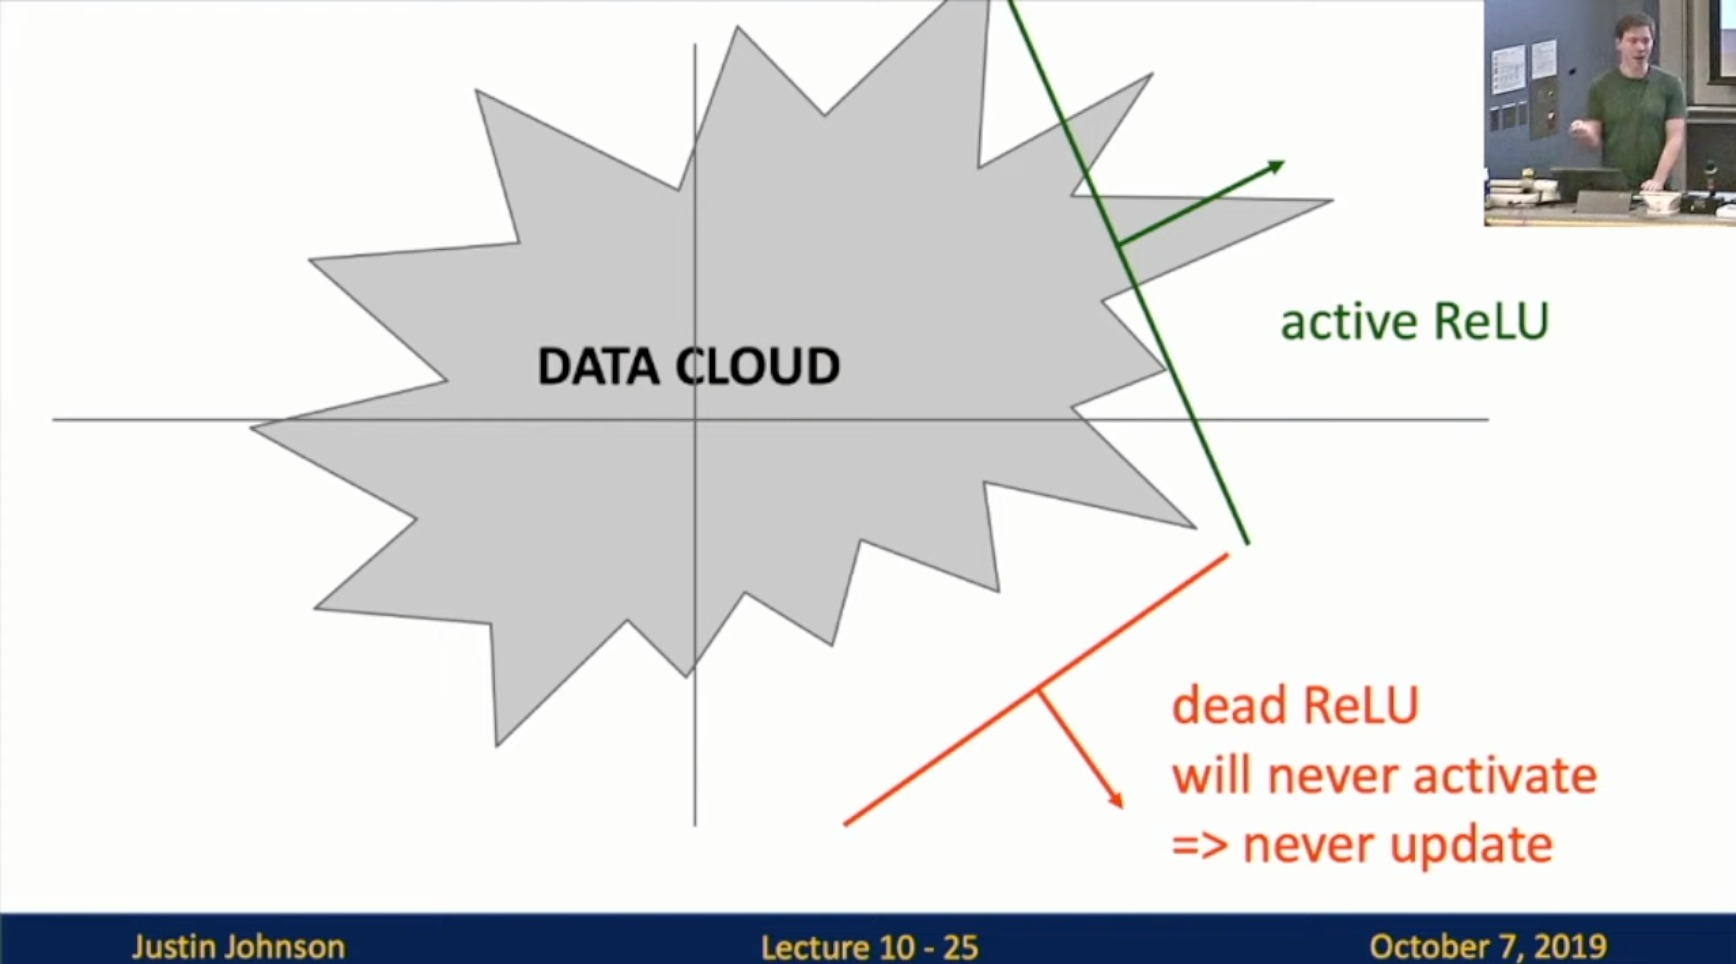 DATA CLOUD
active ReLU
dead ReLU
will never activate
=> never update
Justin Johnson
Lecture 10 - 25
October 7, 2019